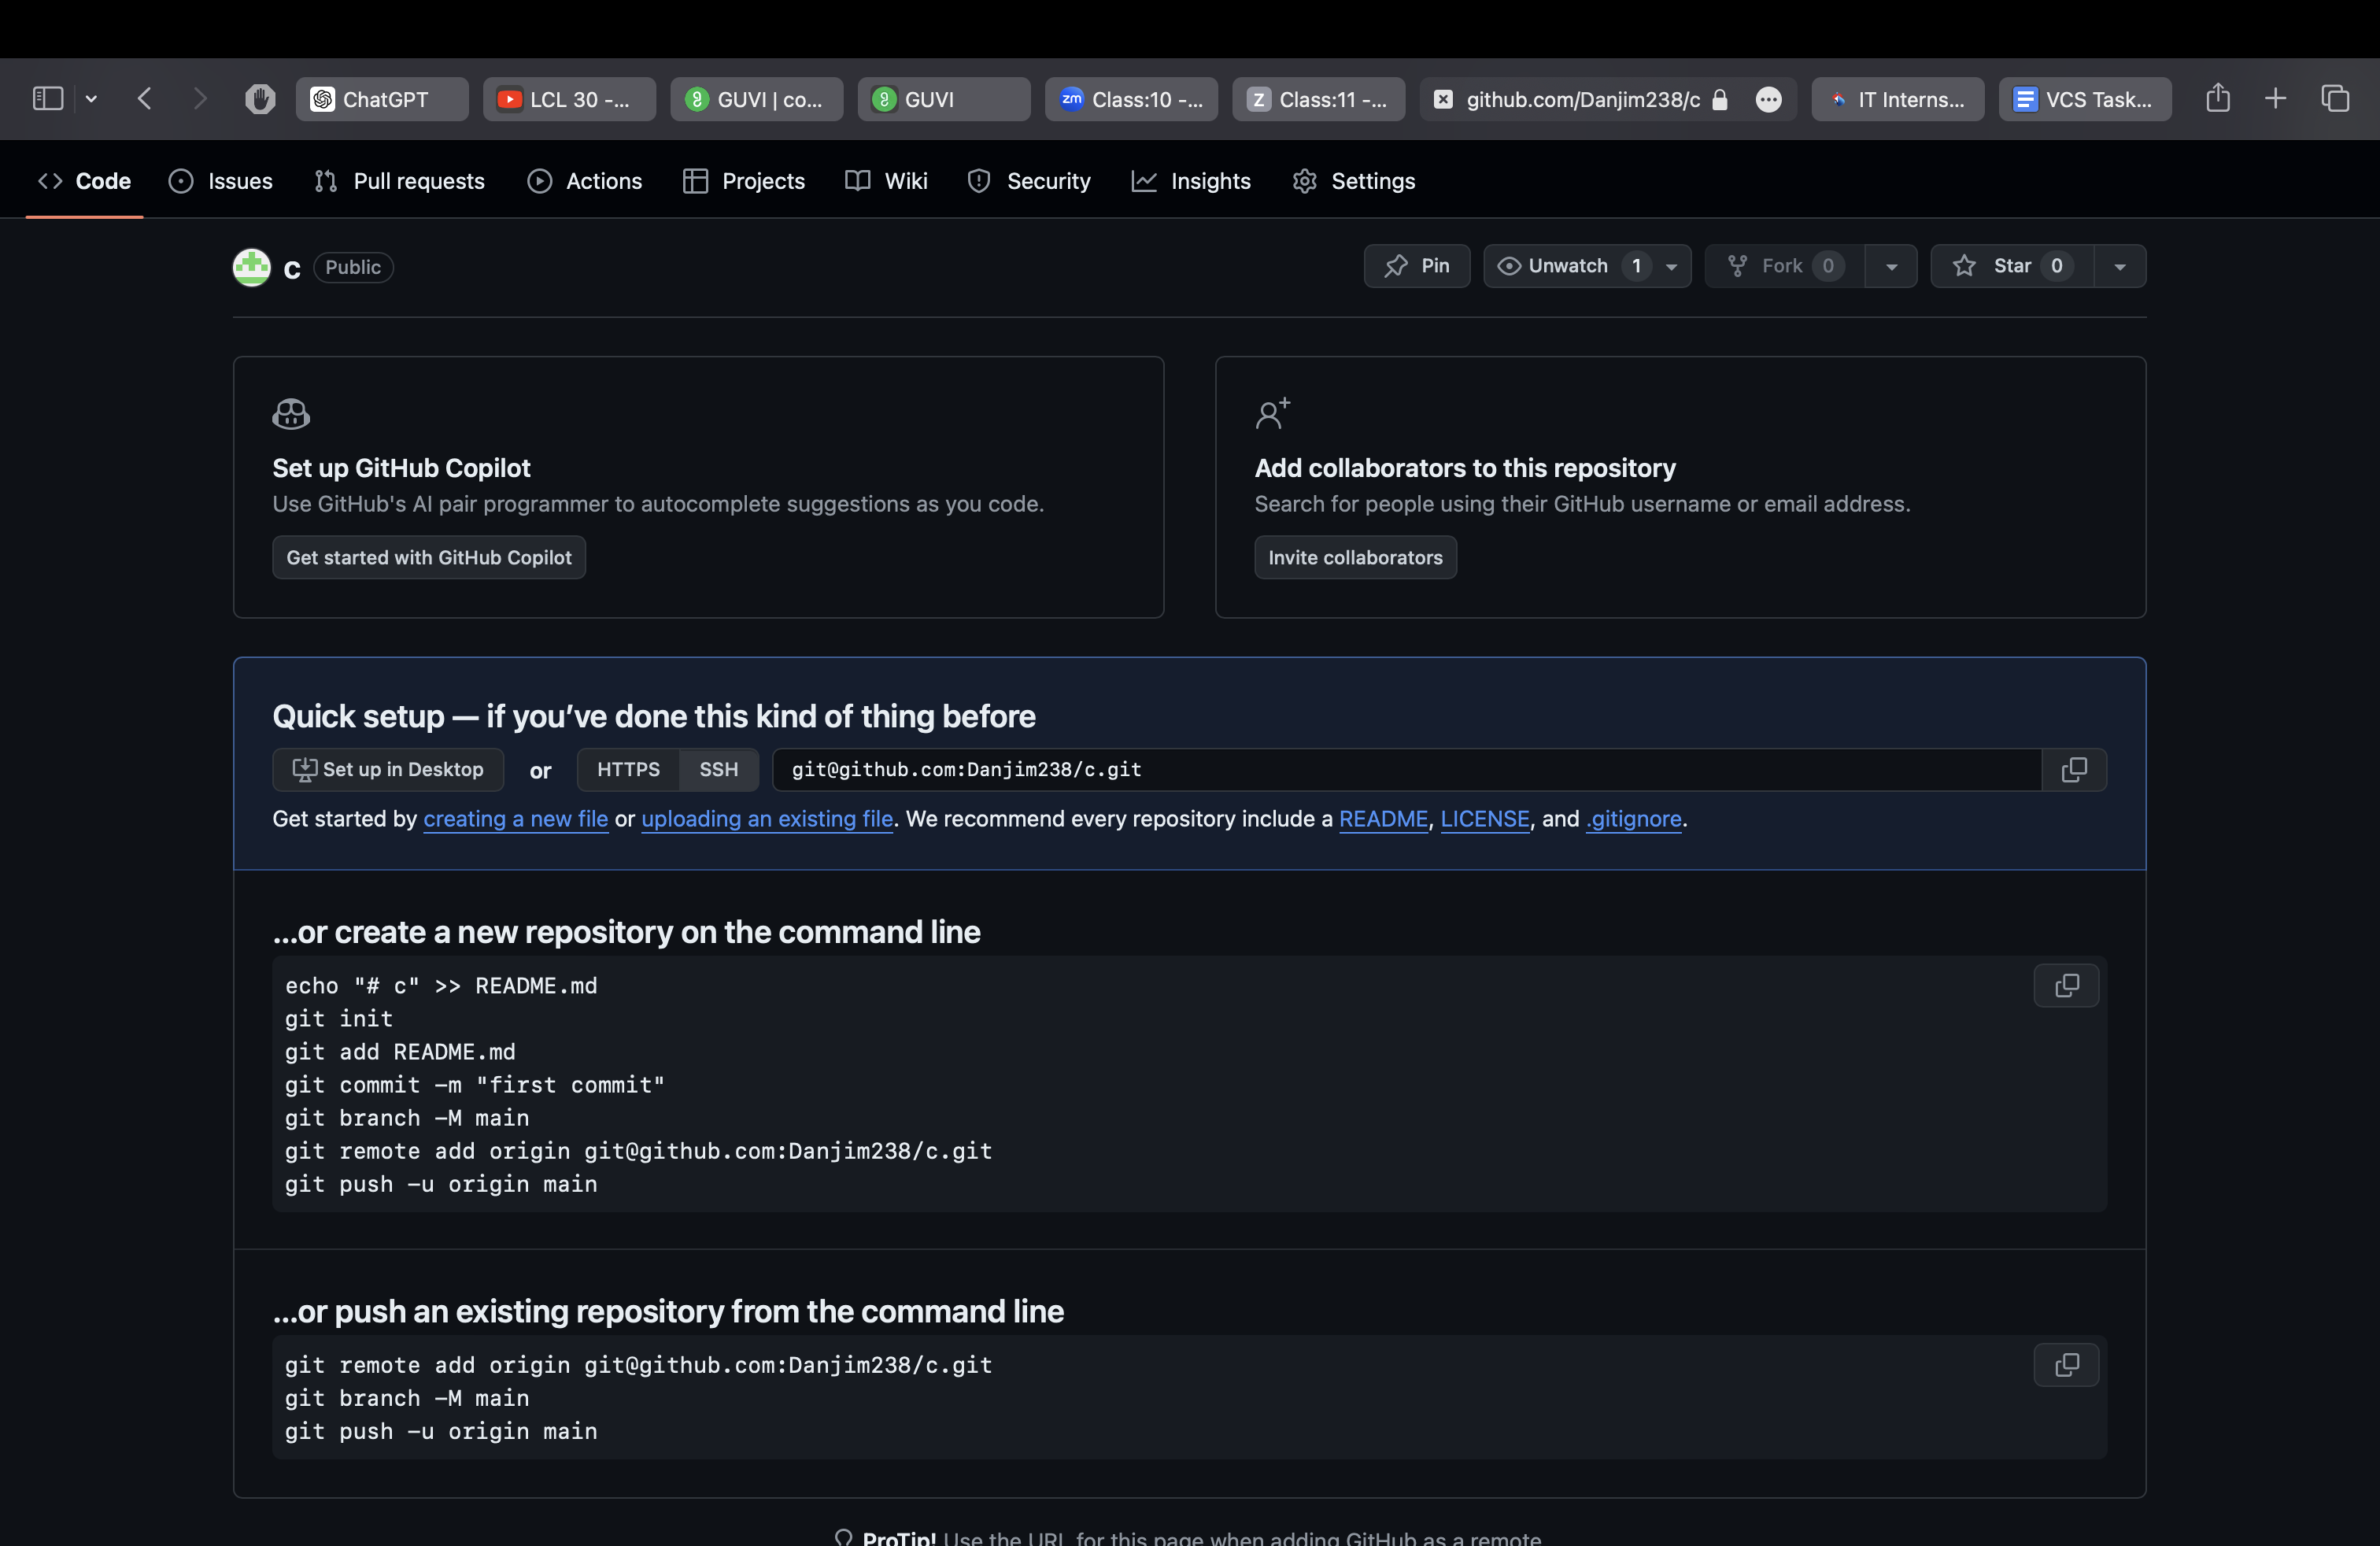 ChatGPT
LCL 30 -...
GUVI | co...
GUVI
zm Class:10 -...
Z Class:11 -...
github.com/Danjim238/c
IT Interns...
VCS Task...
Code
Issues
Pull requests
Actions
Projects
Wiki
Security
Insights
Settings
c Public
Pin
Unwatch 1
Fork 0
Star 0
Set up GitHub Copilot
Use GitHub's AI pair programmer to autocomplete suggestions as you code.
Get started with GitHub Copilot
Add collaborators to this repository
Search for people using their GitHub username or email address.
Invite collaborators
Quick setup — if you’ve done this kind of thing before
Set up in Desktop or HTTPS SSH git@github.com:Danjim238/c.git
Get started by creating a new file or uploading an existing file. We recommend every repository include a README, LICENSE, and .gitignore.
…or create a new repository on the command line
echo "# c" >> README.md
git init
git add README.md
git commit -m "first commit"
git branch -M main
git remote add origin git@github.com:Danjim238/c.git
git push -u origin main
…or push an existing repository from the command line
git remote add origin git@github.com:Danjim238/c.git
git branch -M main
git push -u origin main
ProTip! Use the URL for this page when adding GitHub as a remote